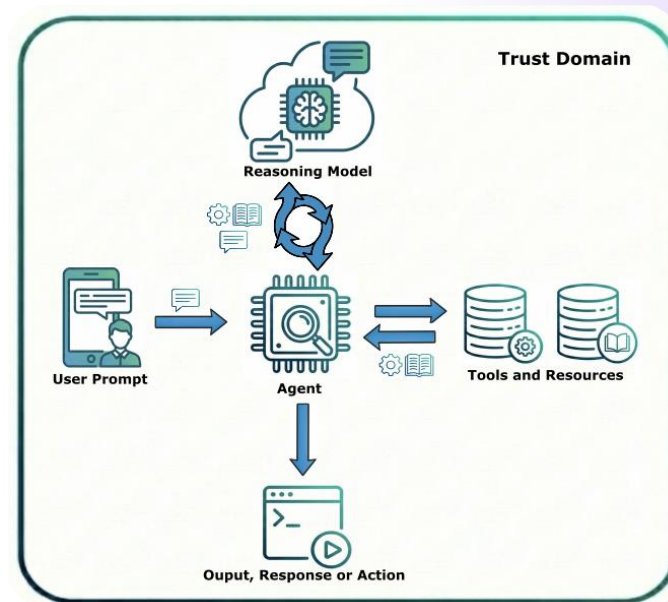 Trust Domain
Reasoning Model
User Prompt
Agent
Tools and Resources
Ouput, Response or Action